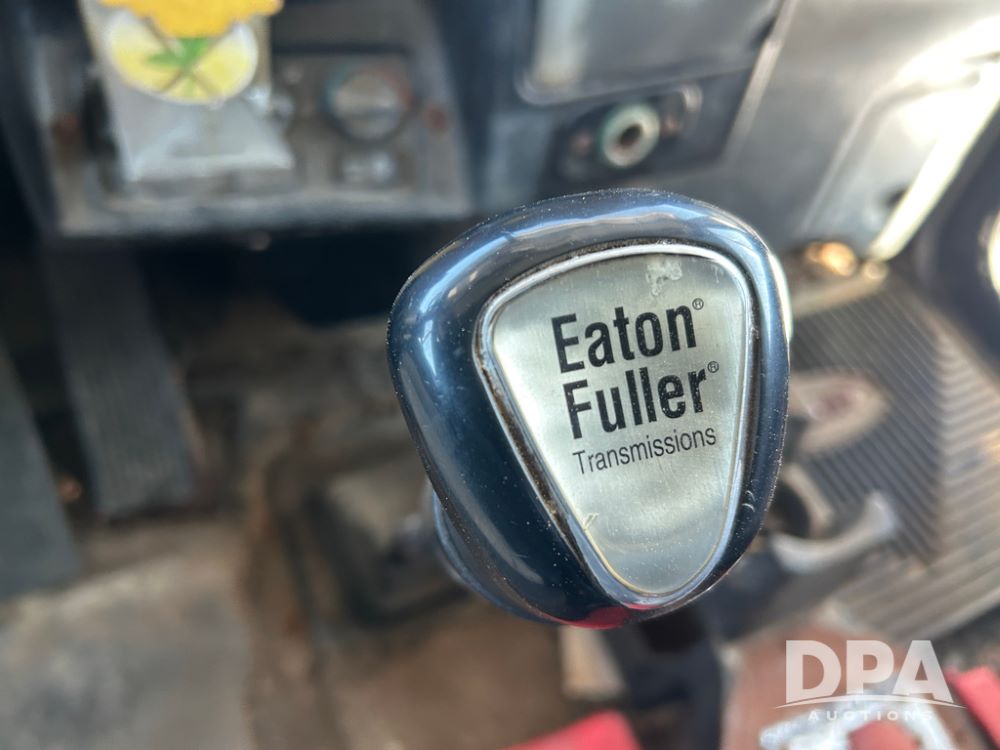 Eaton®
Fuller®
Transmissions
DPA
AUCTIONS